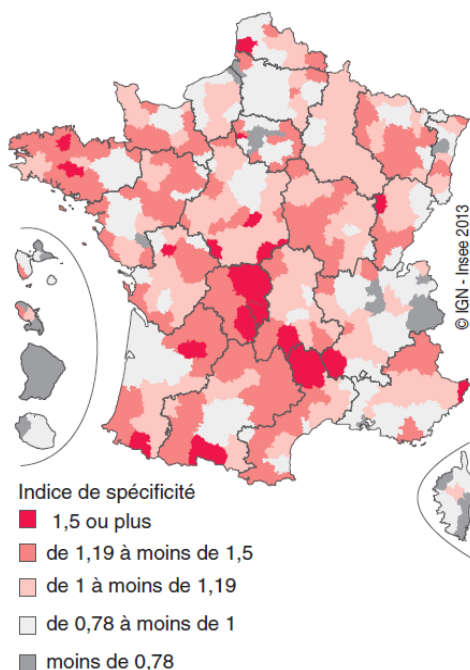 © IGN - Insee 2013
Indice de spécificité
1,5 ou plus
de 1,19 à moins de 1,5
de 1 à moins de 1,19
de 0,78 à moins de 1
moins de 0,78